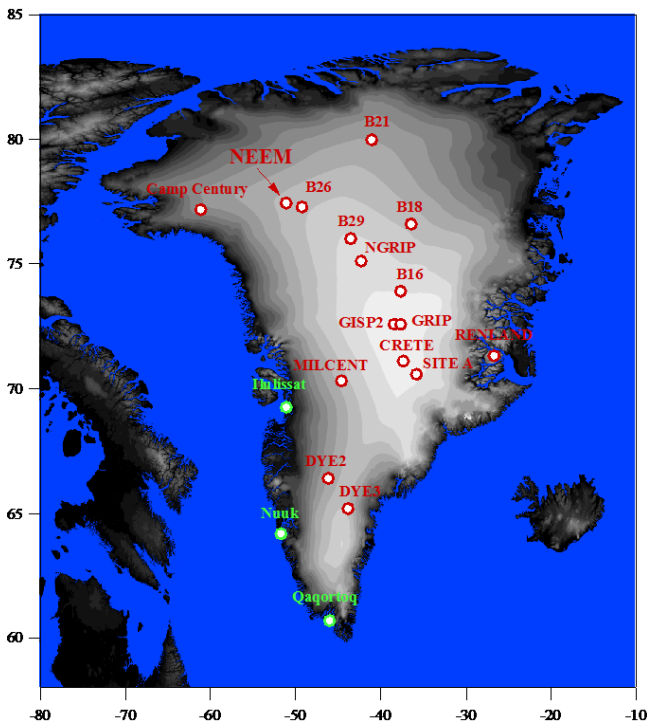 85
80
B21
NEEM
Camp Century
B26
B18
B29
NGRIP
75
B16
GISP2
GRIP
RENLAND
CRETE
MILCENT
SITE A
70
Ilulissat
DYE2
DYE3
65
Nuuk
Qaqortoq
60
-80 -70 -60 -50 -40 -30 -20 -10